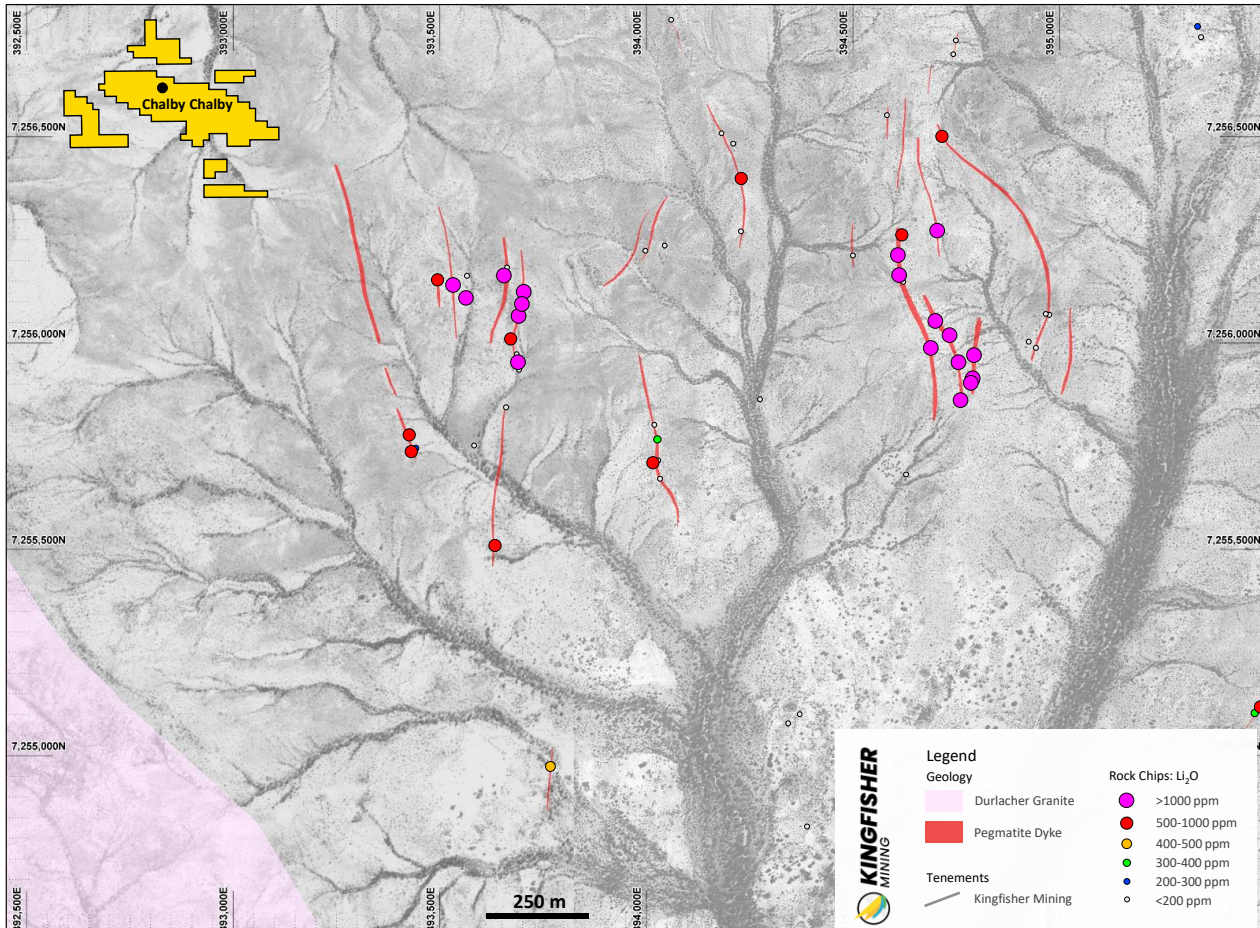 392,500E
393,000E
393,500E
394,000E
394,500E
395,000E
Chalby Chalby
7,256,500N
7,256,500N
7,256,000N
7,256,000N
7,255,500N
7,255,500N
7,255,000N
7,255,000N
392,500E
393,000E
393,500E
394,000E
250 m
KINGFISHER
MINING
Legend
Geology
Durlacher Granite
Pegmatite Dyke
Tenements
Kingfisher Mining
Rock Chips: Li₂O
>1000 ppm
500-1000 ppm
400-500 ppm
300-400 ppm
200-300 ppm
<200 ppm